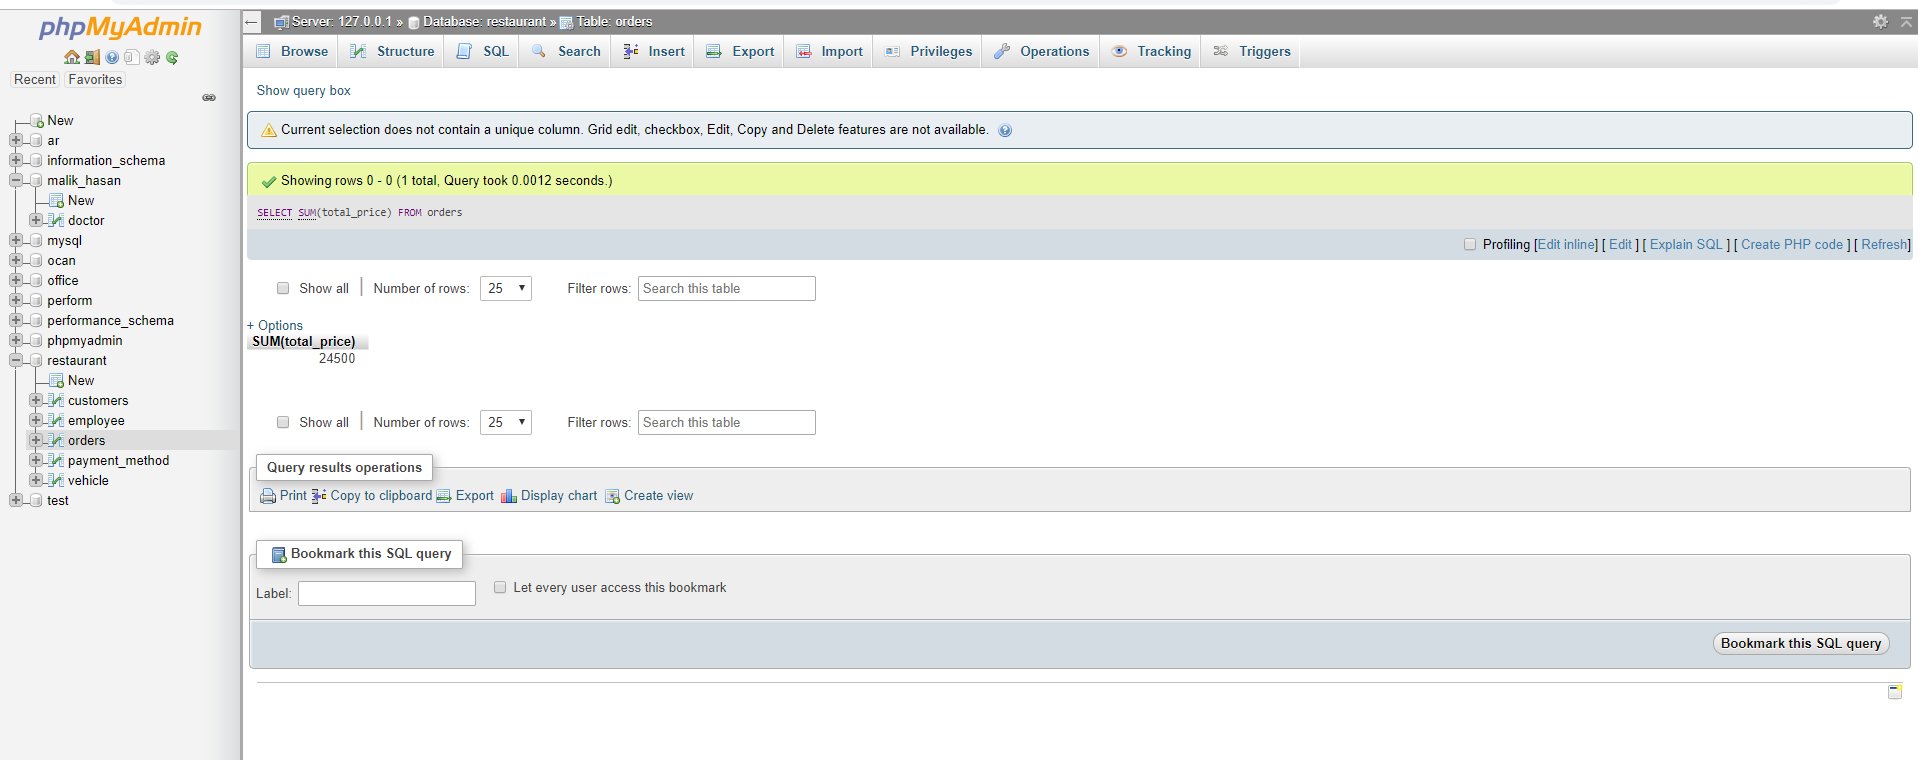 phpMyAdmin
Recent Favorites
New
ar
information_schema
malik_hasan
New
doctor
mysql
ocan
office
perform
performance_schema
phpmyadmin
restaurant
New
customers
employee
orders
payment_method
vehicle
test
Server: 127.0.0.1 » Database: restaurant » Table: orders
Browse Structure SQL Search Insert Export Import Privileges Operations Tracking Triggers
Show query box
Current selection does not contain a unique column. Grid edit, checkbox, Edit, Copy and Delete features are not available.
Showing rows 0 - 0 (1 total, Query took 0.0012 seconds.)
SELECT SUM(total_price) FROM orders
Profiling [Edit inline] [ Edit ] [ Explain SQL ] [ Create PHP code ] [ Refresh]
Show all | Number of rows: 25 Filter rows: Search this table
+ Options
SUM(total_price)
24500
Show all | Number of rows: 25 Filter rows: Search this table
Query results operations
Print Copy to clipboard Export Display chart Create view
Bookmark this SQL query
Label: Let every user access this bookmark
Bookmark this SQL query